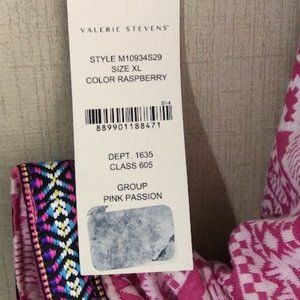 VALERIE STEVENS®
STYLE M10934S29
SIZE XL
COLOR RASPBERRY
889901188471
DEPT. 1635
CLASS 605
GROUP
PINK PASSION